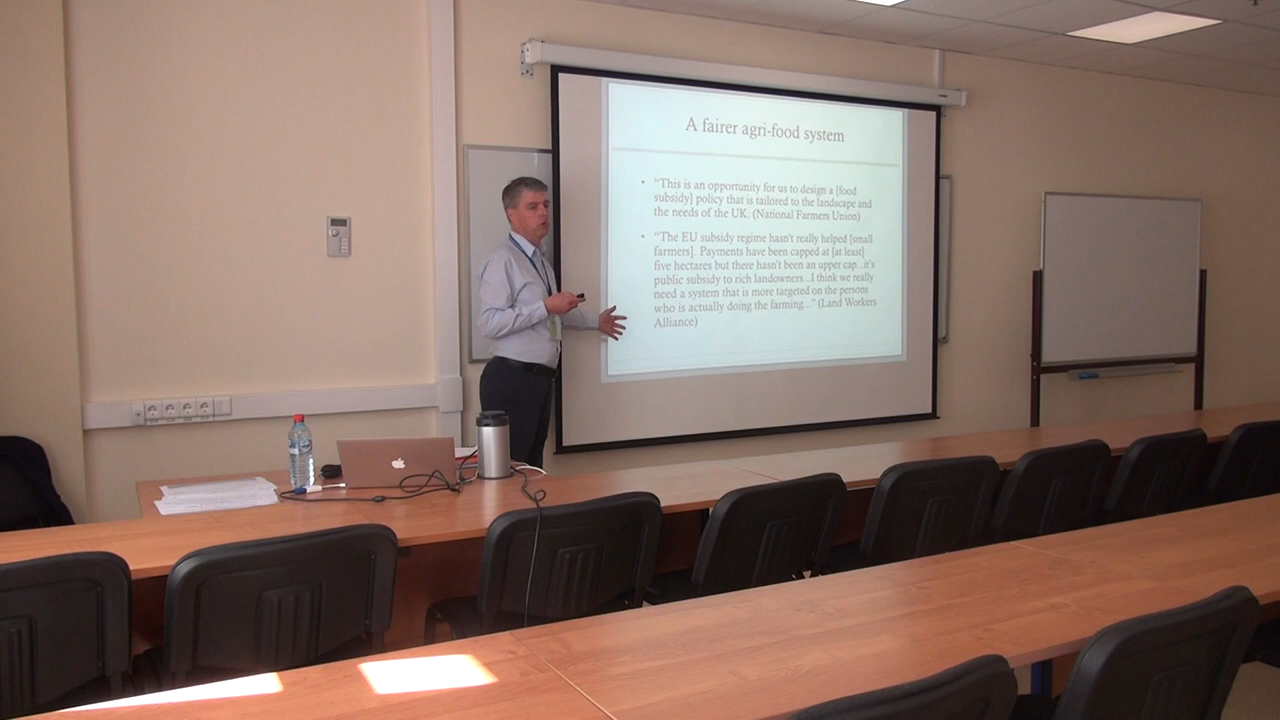 A fairer agri-food system
• “This is an opportunity for us to design a [food
subsidy] policy that is tailored to the landscape and
the needs of the UK. (National Farmers Union)
• “The EU subsidy regime hasn't really helped [small
farmers]. Payments have been capped at [at least]
five hectares but there hasn't been an upper cap...it's
public subsidy to rich landowners...I think we really
need a system that is more targeted on the persons
who is actually doing the farming...” (Land Workers
Alliance)